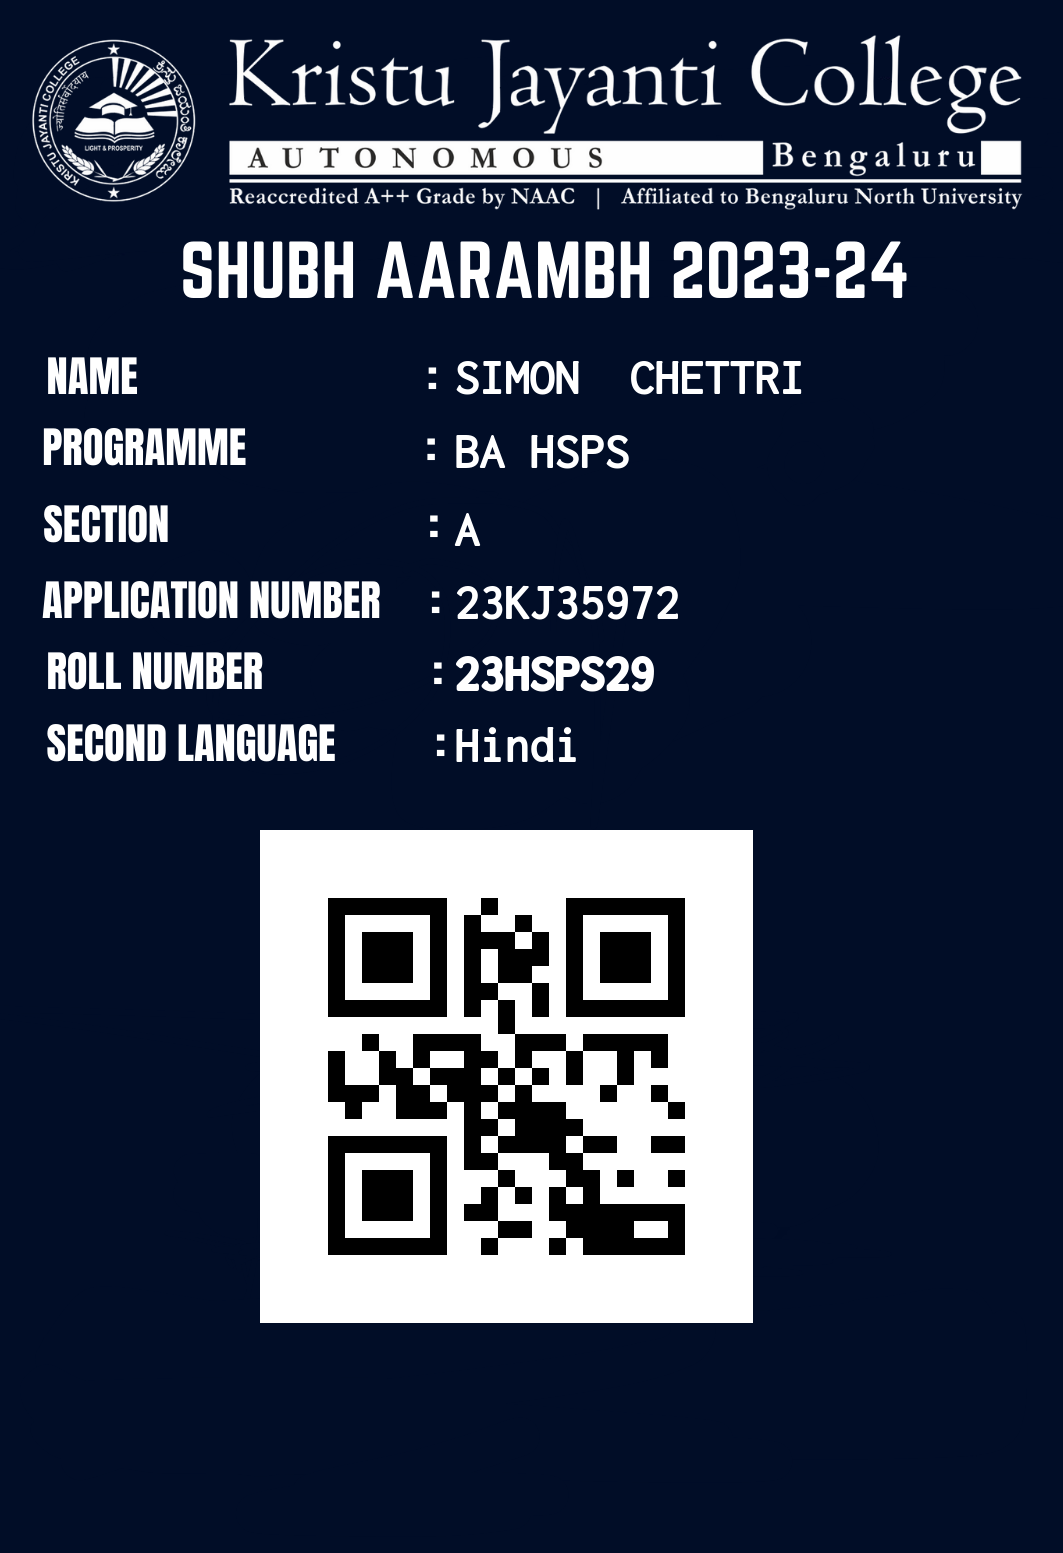 Kristu Jayanti College
AUTONOMOUS Bengaluru
Reaccredited A++ Grade by NAAC | Affiliated to Bengaluru North University
KRISTU JAYANTI COLLEGE
LIGHT & PROSPERITY
SHUBH AARAMBH 2023-24
NAME : SIMON CHETTRI
PROGRAMME : BA HSPS
SECTION : A
APPLICATION NUMBER : 23KJ35972
ROLL NUMBER : 23HSPS29
SECOND LANGUAGE : Hindi